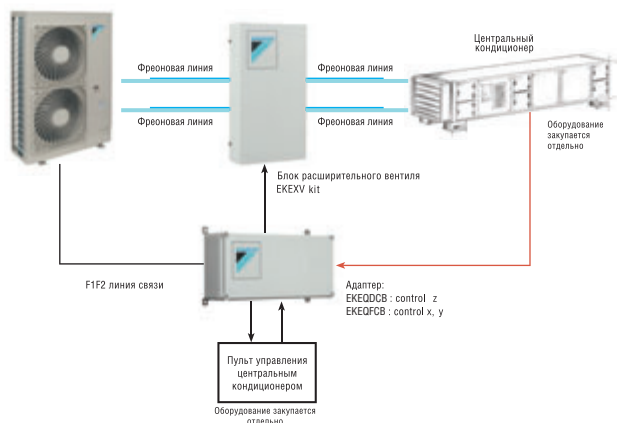 Центральный
кондиционер
Фреоновая линия
Фреоновая линия
Фреоновая линия
Фреоновая линия
Оборудование
закупается
отдельно
Блок расширительного вентиля
EKEXV kit
F1F2 линия связи
Адаптер:
EKEQDCB : control z
EKEQFCB : control x, y
Пульт управления
центральным
кондиционером
Оборудование закупается
отдельно